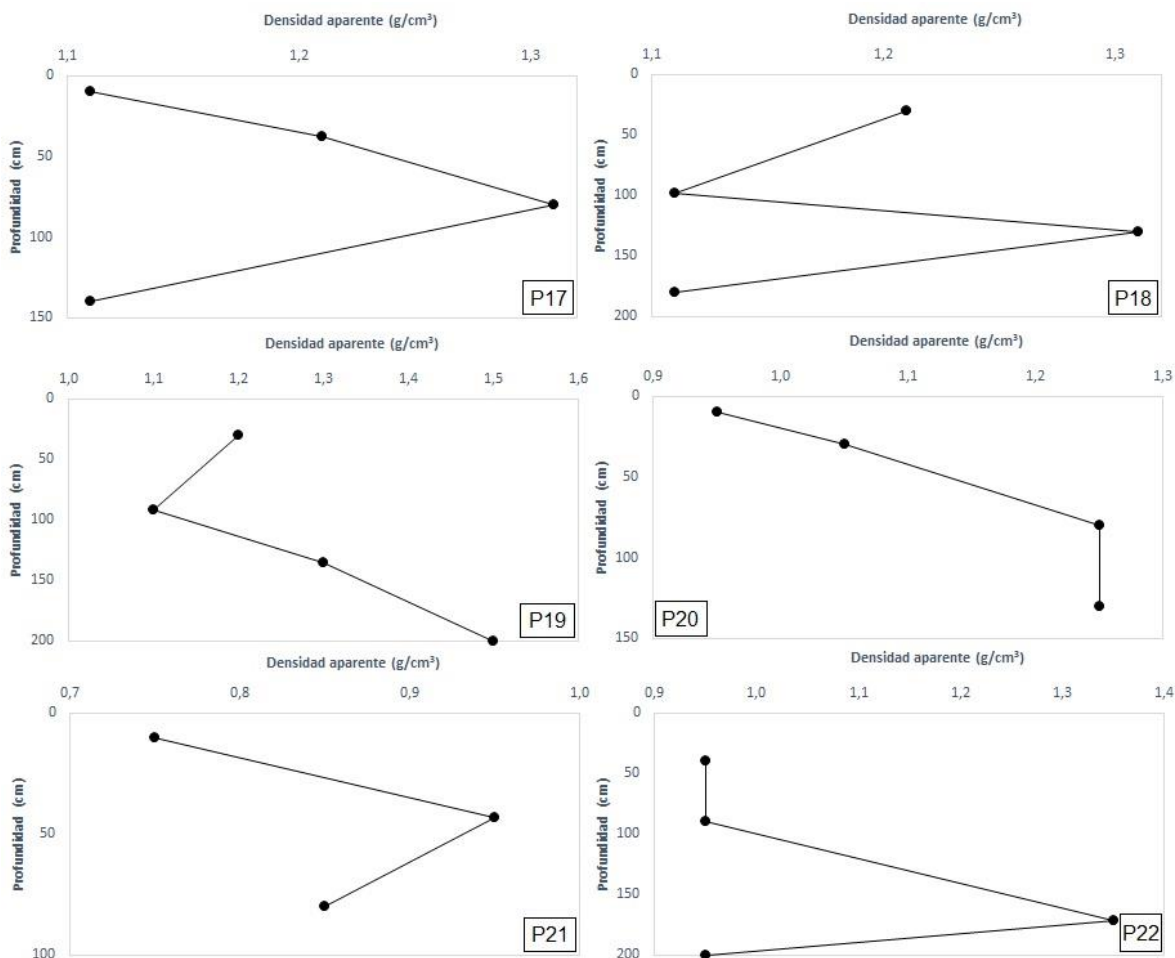 Densidad aparente (g/cm³)
1,1 1,2 1,3
0
50
100
150
Profundidad (cm)
P17
Densidad aparente (g/cm³)
1,1 1,2 1,3
0
50
100
150
200
Profundidad (cm)
P18
Densidad aparente (g/cm³)
1,0 1,1 1,2 1,3 1,4 1,5 1,6
0
50
100
150
200
Profundidad (cm)
P19
Densidad aparente (g/cm³)
0,9 1,0 1,1 1,2 1,3
0
50
100
150
Profundidad (cm)
P20
Densidad aparente (g/cm³)
0,7 0,8 0,9 1,0
0
50
100
Profundidad (cm)
P21
Densidad aparente (g/cm³)
0,9 1,0 1,1 1,2 1,3 1,4
0
50
100
150
200
Profundidad (cm)
P22